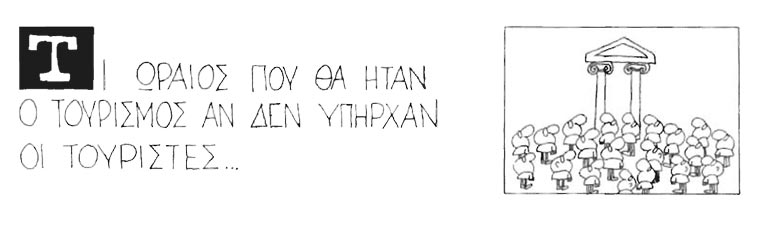 ΤΙ ΩΡΑΙΟΣ ΠΟΥ ΘΑ ΗΤΑΝ
Ο ΤΟΥΡΙΣΜΟΣ ΑΝ ΔΕΝ ΥΠΗΡΧΑΝ
ΟΙ ΤΟΥΡΙΣΤΕΣ...